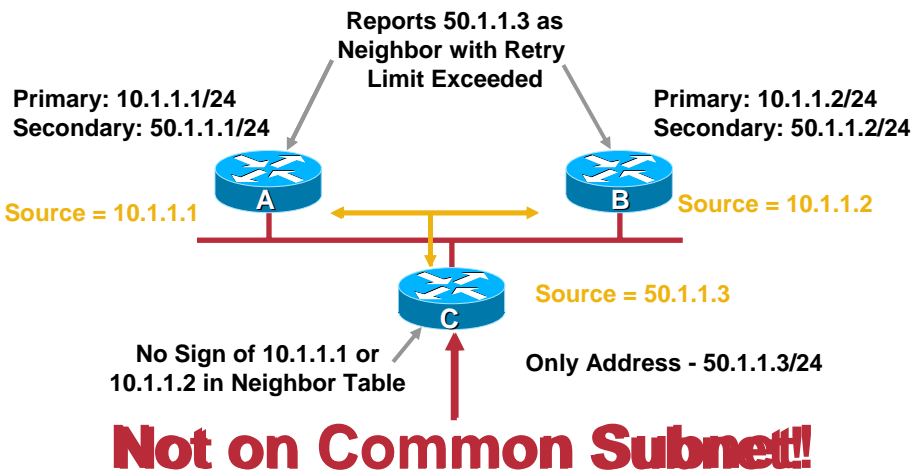 Reports 50.1.1.3 as
Neighbor with Retry
Limit Exceeded
Primary: 10.1.1.1/24
Secondary: 50.1.1.1/24
Primary: 10.1.1.2/24
Secondary: 50.1.1.2/24
A
B
Source = 10.1.1.1
Source = 10.1.1.2
Source = 50.1.1.3
C
No Sign of 10.1.1.1 or
10.1.1.2 in Neighbor Table
Only Address - 50.1.1.3/24
Not on Common Subnet!!